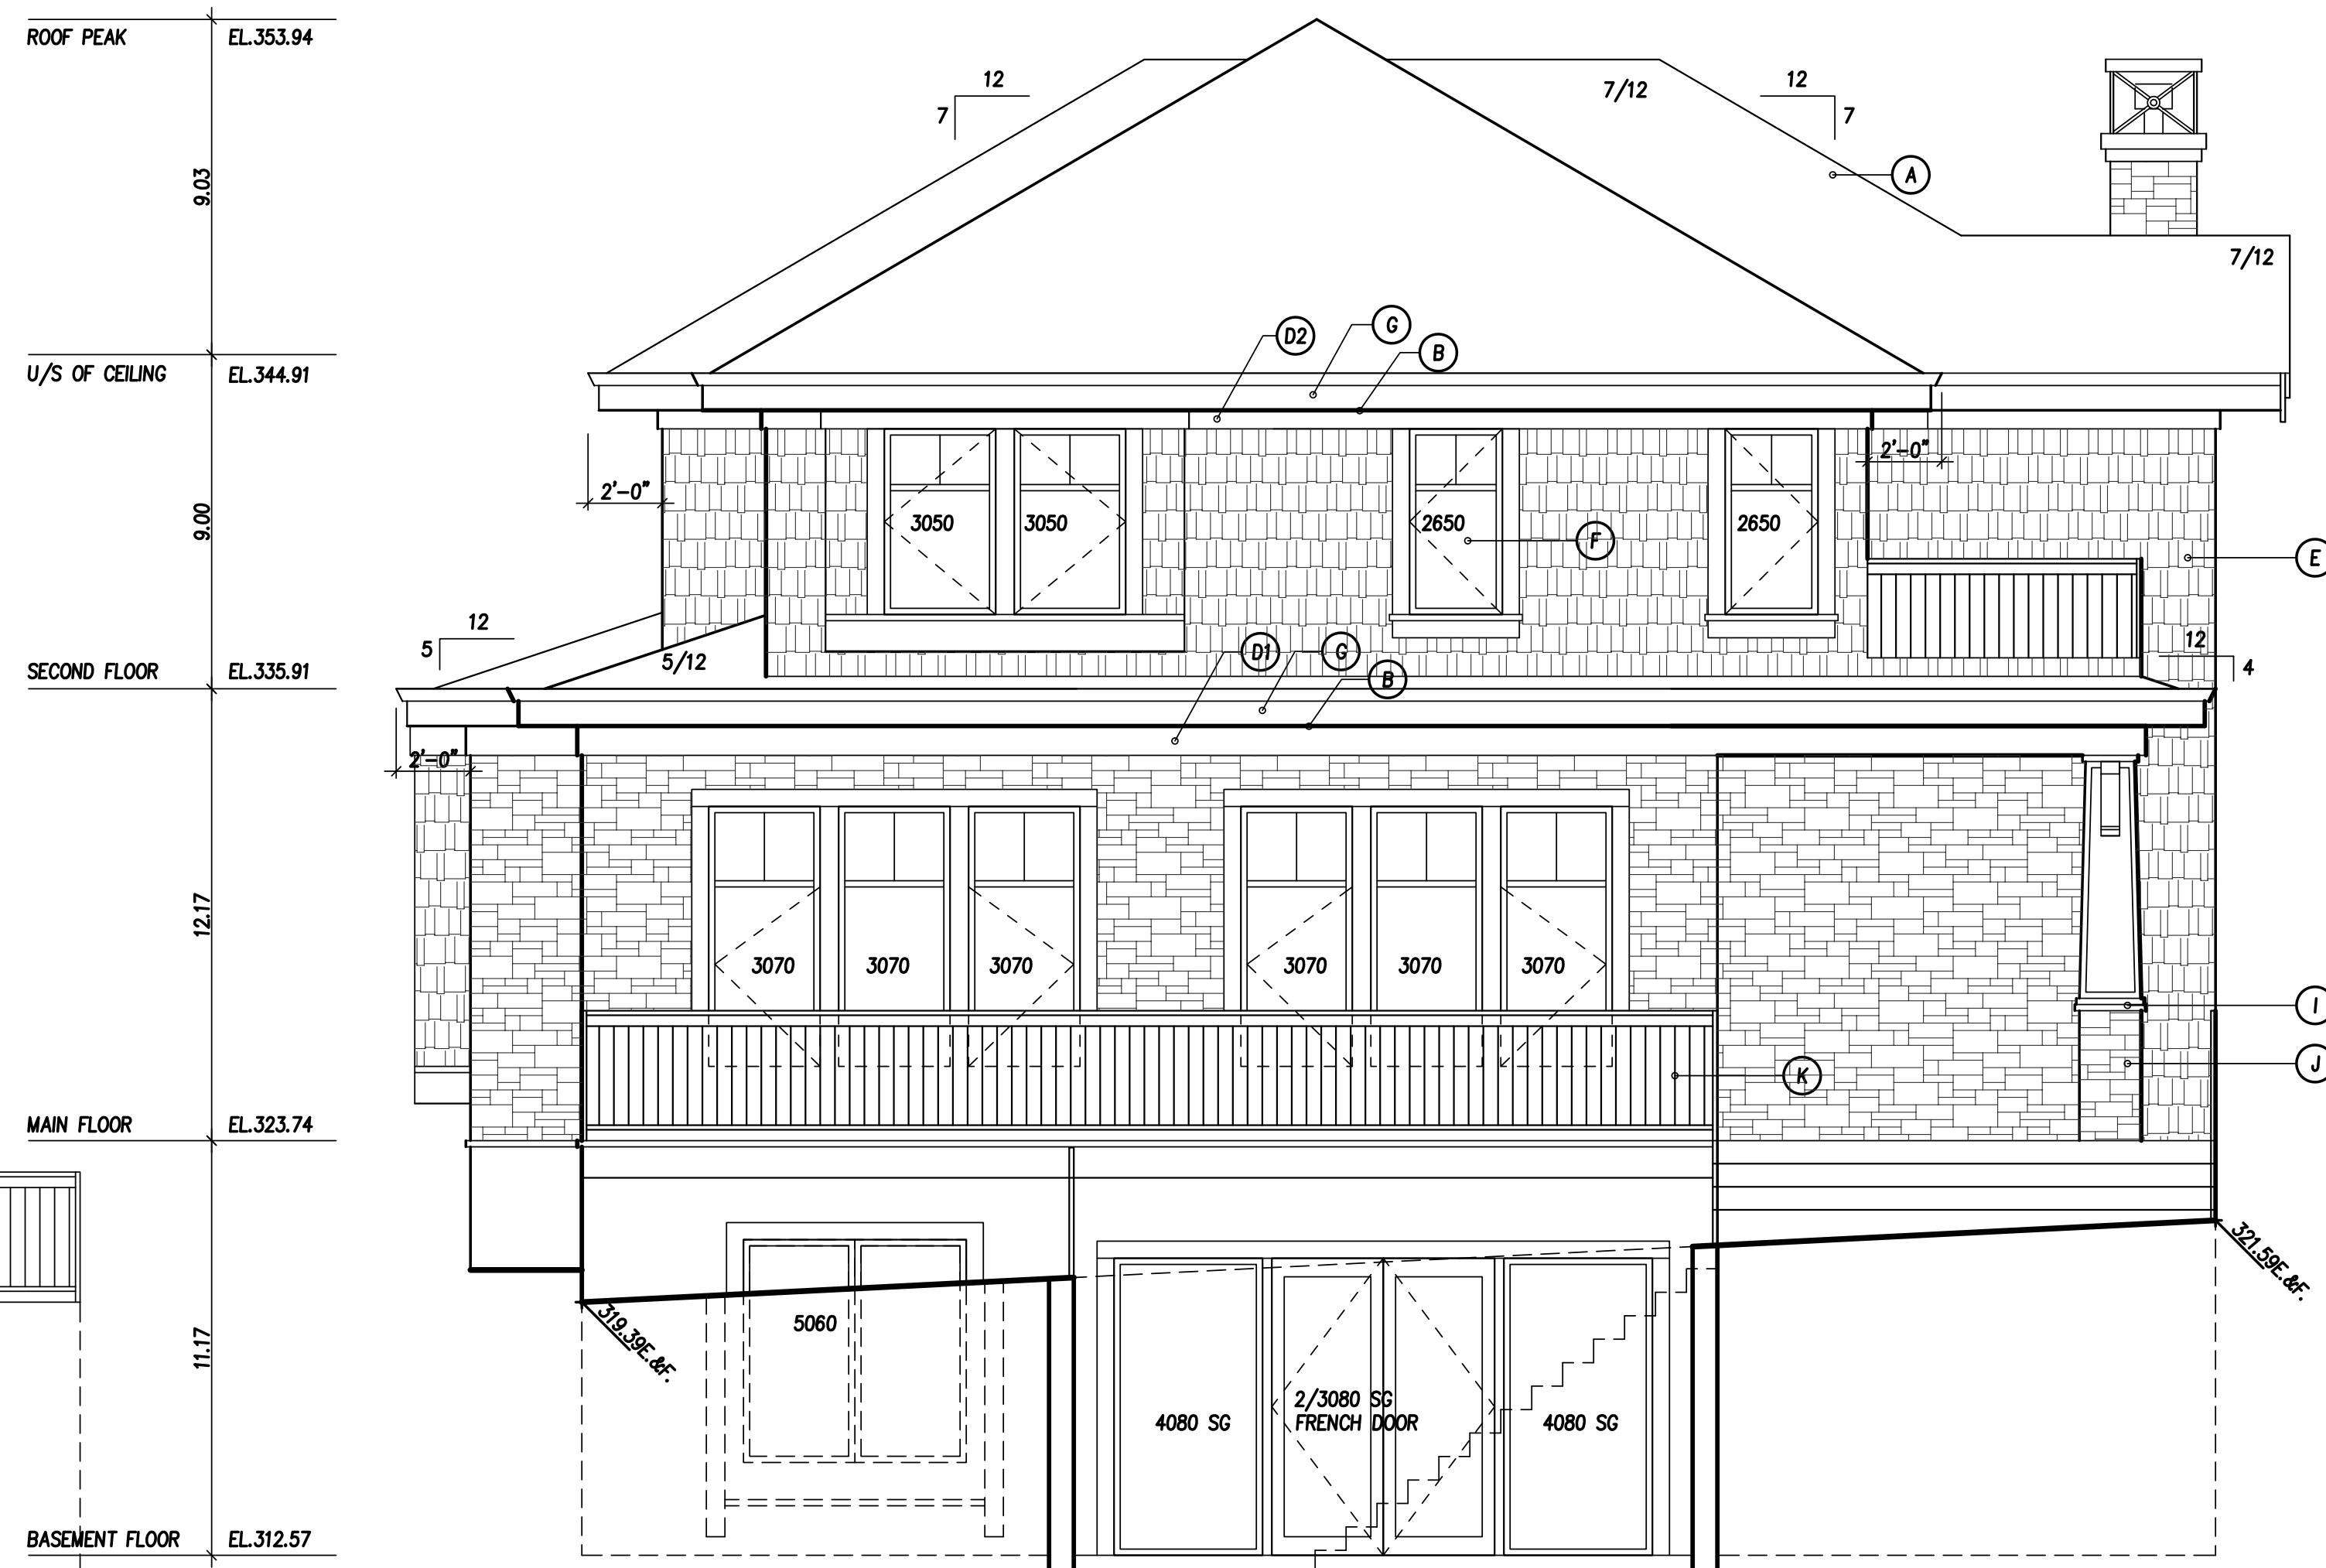 ROOF PEAK EL.353.94
12
7
7/12
12
7
A
9.03
7/12
D2
G
B
U/S OF CEILING EL.344.91
2'-0"
2'-0"
9.00
3050 3050 2650 2650
F
E
5
12
5/12
D1
G
B
12
4
SECOND FLOOR EL.335.91
2'-0"
12.17
3070 3070 3070 3070 3070 3070
I
J
K
MAIN FLOOR EL.323.74
321.59E.&F.
319.39E.&F.
5060
11.17
4080 SG
2/3080 SG
FRENCH DOOR
4080 SG
BASEMENT FLOOR EL.312.57